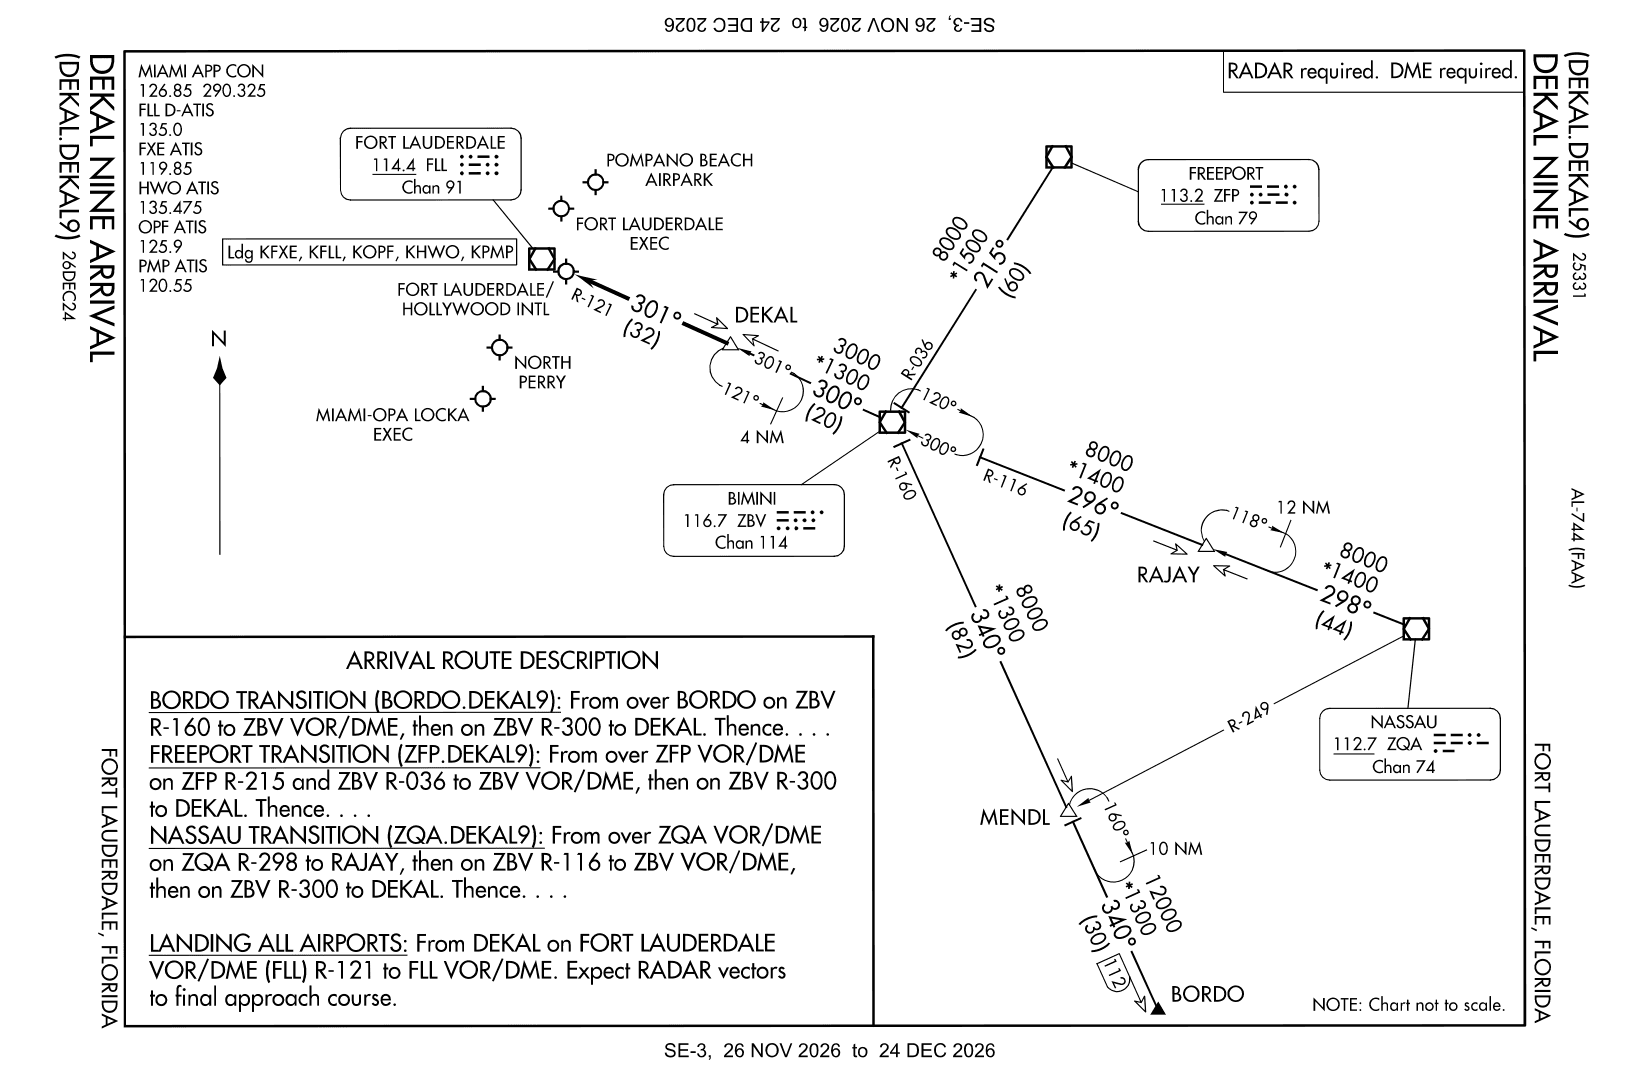 SE-3, 26 NOV 2026 to 24 DEC 2026
(DEKAL.DEKAL9) 26DEC24
DEKAL NINE ARRIVAL
FORT LAUDERDALE, FLORIDA
(DEKAL.DEKAL9) 25331
DEKAL NINE ARRIVAL
AL-744 (FAA)
FORT LAUDERDALE, FLORIDA
MIAMI APP CON
126.85 290.325
FLL D-ATIS
135.0
FXE ATIS
119.85
HWO ATIS
135.475
OPF ATIS
125.9
PMP ATIS
120.55
RADAR required. DME required.
FORT LAUDERDALE
114.4 FLL
Chan 91
POMPANO BEACH
AIRPARK
FORT LAUDERDALE
EXEC
Ldg KFXE, KFLL, KOPF, KHWO, KPMP
FORT LAUDERDALE/
HOLLYWOOD INTL
NORTH
PERRY
MIAMI-OPA LOCKA
EXEC
N
R-121
301°
(32)
DEKAL
301°
121°
4 NM
3000
*1300
300°
(20)
FREEPORT
113.2 ZFP
Chan 79
8000
*1500
215°
(60)
R-036
120°
300°
R-116
R-160
BIMINI
116.7 ZBV
Chan 114
8000
*1400
296°
(65)
RAJAY
118°
12 NM
8000
*1400
298°
(44)
NASSAU
112.7 ZQA
Chan 74
R-249
8000
*1300
340°
(82)
MENDL
160°
10 NM
12000
*1300
340°
(30)
112
BORDO
NOTE: Chart not to scale.
ARRIVAL ROUTE DESCRIPTION
BORDO TRANSITION (BORDO.DEKAL9): From over BORDO on ZBV
R-160 to ZBV VOR/DME, then on ZBV R-300 to DEKAL. Thence. . . .
FREEPORT TRANSITION (ZFP.DEKAL9): From over ZFP VOR/DME
on ZFP R-215 and ZBV R-036 to ZBV VOR/DME, then on ZBV R-300
to DEKAL. Thence. . . .
NASSAU TRANSITION (ZQA.DEKAL9): From over ZQA VOR/DME
on ZQA R-298 to RAJAY, then on ZBV R-116 to ZBV VOR/DME,
then on ZBV R-300 to DEKAL. Thence. . . .
LANDING ALL AIRPORTS: From DEKAL on FORT LAUDERDALE
VOR/DME (FLL) R-121 to FLL VOR/DME. Expect RADAR vectors
to final approach course.
SE-3, 26 NOV 2026 to 24 DEC 2026